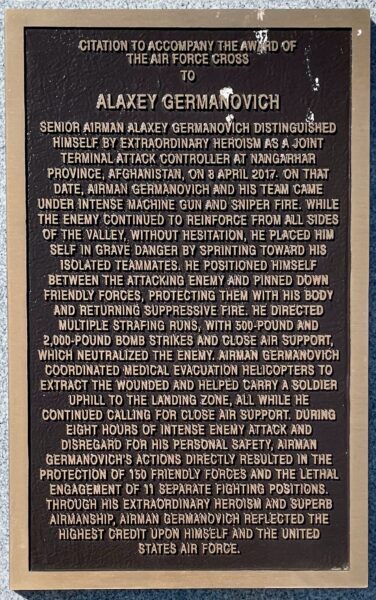 CITATION TO ACCOMPANY THE AWARD OF
THE AIR FORCE CROSS
TO
ALAXEY GERMANOVICH
SENIOR AIRMAN ALAXEY GERMANOVICH DISTINGUISHED
HIMSELF BY EXTRAORDINARY HEROISM AS A JOINT
TERMINAL ATTACK CONTROLLER AT NANGARHAR
PROVINCE, AFGHANISTAN, ON 8 APRIL 2017. ON THAT
DATE, AIRMAN GERMANOVICH AND HIS TEAM CAME
UNDER INTENSE MACHINE GUN AND SNIPER FIRE. WHILE
THE ENEMY CONTINUED TO REINFORCE FROM ALL SIDES
OF THE VALLEY, WITHOUT HESITATION, HE PLACED HIM
SELF IN GRAVE DANGER BY SPRINTING TOWARD HIS
ISOLATED TEAMMATES. HE POSITIONED HIMSELF
BETWEEN THE ATTACKING ENEMY AND PINNED DOWN
FRIENDLY FORCES, PROTECTING THEM WITH HIS BODY
AND RETURNING SUPPRESSIVE FIRE. HE DIRECTED
MULTIPLE STRAFING RUNS, WITH 500-POUND AND
2,000-POUND BOMB STRIKES AND CLOSE AIR SUPPORT,
WHICH NEUTRALIZED THE ENEMY. AIRMAN GERMANOVICH
COORDINATED MEDICAL EVACUATION HELICOPTERS TO
EXTRACT THE WOUNDED AND HELPED CARRY A SOLDIER
UPHILL TO THE LANDING ZONE, ALL WHILE HE
CONTINUED CALLING FOR CLOSE AIR SUPPORT. DURING
EIGHT HOURS OF INTENSE ENEMY ATTACK AND
DISREGARD FOR HIS PERSONAL SAFETY, AIRMAN
GERMANOVICH'S ACTIONS DIRECTLY RESULTED IN THE
PROTECTION OF 150 FRIENDLY FORCES AND THE LETHAL
ENGAGEMENT OF 11 SEPARATE FIGHTING POSITIONS.
THROUGH HIS EXTRAORDINARY HEROISM AND SUPERB
AIRMANSHIP, AIRMAN GERMANOVICH REFLECTED THE
HIGHEST CREDIT UPON HIMSELF AND THE UNITED
STATES AIR FORCE.